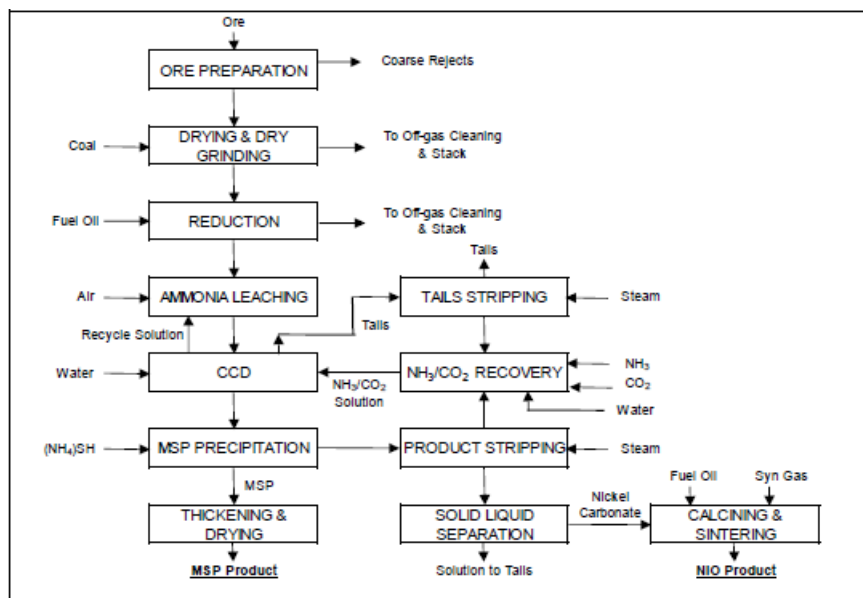 Ore
ORE PREPARATION
Coarse Rejects
Coal
DRYING & DRY
GRINDING
To Off-gas Cleaning
& Stack
Fuel Oil
REDUCTION
To Off-gas Cleaning
& Stack
Tails
Air
AMMONIA LEACHING
TAILS STRIPPING
Steam
Recycle Solution
Tails
Water
CCD
NH₃/CO₂
Solution
NH₃/CO₂ RECOVERY
NH₃
CO₂
Water
(NH₄)SH
MSP PRECIPITATION
PRODUCT STRIPPING
Steam
MSP
THICKENING &
DRYING
SOLID LIQUID
SEPARATION
Nickel
Carbonate
Fuel Oil
Syn Gas
CALCINING &
SINTERING
MSP Product
Solution to Tails
NIO Product